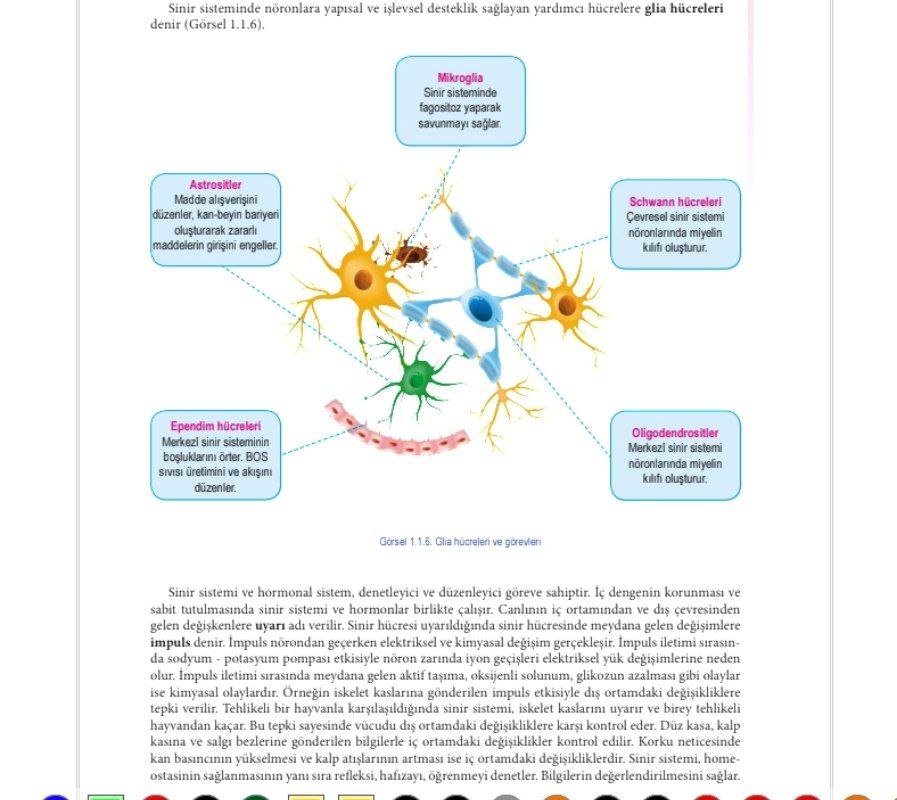 Sinir sisteminde nöronlara yapısal ve işlevsel desteklik sağlayan yardımcı hücrelere glia hücreleri
denir (Görsel 1.1.6).
Mikroglia
Sinir sisteminde
fagositoz yaparak
savunmayı sağlar.
Astrositler
Madde alışverişini
düzenler, kan-beyin bariyeri
oluşturarak zararlı
maddelerin girişini engeller.
Schwann hücreleri
Çevresel sinir sistemi
nöronlarında miyelin
kılıfı oluşturur.
Ependim hücreleri
Merkezî sinir sisteminin
boşluklarını örter. BOS
sıvısı üretimini ve akışını
düzenler.
Oligodendrositler
Merkezî sinir sistemi
nöronlarında miyelin
kılıfı oluşturur.
Görsel 1.1.6: Glia hücreleri ve görevleri
Sinir sistemi ve hormonal sistem, denetleyici ve düzenleyici göreve sahiptir. İç dengenin korunması ve
sabit tutulmasında sinir sistemi ve hormonlar birlikte çalışır. Canlının iç ortamından ve dış çevresinden
gelen değişkenlere uyarı adı verilir. Sinir hücresi uyarıldığında sinir hücresinde meydana gelen değişimlere
impuls denir. İmpuls nörondan geçerken elektriksel ve kimyasal değişim gerçekleşir. İmpuls iletimi sırasın-
da sodyum - potasyum pompası etkisiyle nöron zarında iyon geçişleri elektriksel yük değişimlerine neden
olur. İmpuls iletimi sırasında meydana gelen aktif taşıma, oksijenli solunum, glikozun azalması gibi olaylar
ise kimyasal olaylardır. Örneğin iskelet kaslarına gönderilen impuls etkisiyle dış ortamdaki değişikliklere
tepki verilir. Tehlikeli bir hayvanla karşılaşıldığında sinir sistemi, iskelet kaslarını uyarır ve birey tehlikeli
hayvandan kaçar. Bu tepki sayesinde vücudu dış ortamdaki değişikliklere karşı kontrol eder. Düz kasa, kalp
kasına ve salgı bezlerine gönderilen bilgilerle iç ortamdaki değişiklikler kontrol edilir. Korku neticesinde
kan basıncının yükselmesi ve kalp atışlarının artması ise iç ortamdaki değişikliklerdir. Sinir sistemi, home-
ostasinin sağlanmasının yanı sıra refleksi, hafızayı, öğrenmeyi denetler. Bilgilerin değerlendirilmesini sağlar.